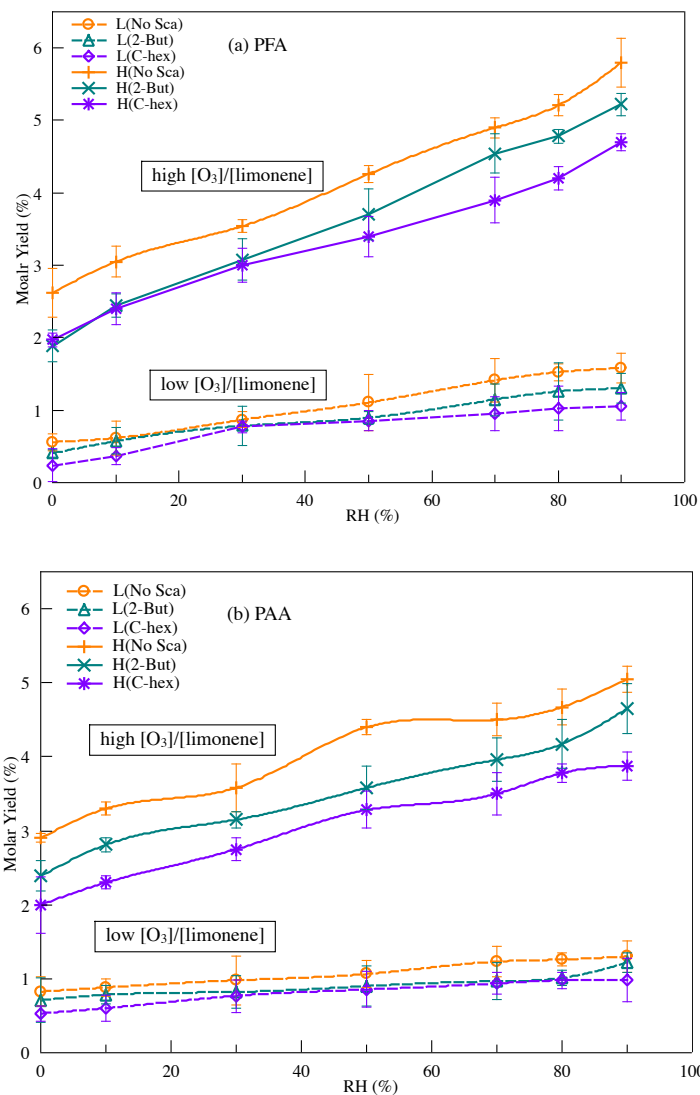 6
5
4
3
2
1
0
Moalr Yield (%)
L(No Sca)
L(2-But)
L(C-hex)
H(No Sca)
H(2-But)
H(C-hex)
(a) PFA
high [O₃]/[limonene]
low [O₃]/[limonene]
0 20 40 60 80 100
RH (%)
6
5
4
3
2
1
0
Molar Yield (%)
L(No Sca)
L(2-But)
L(C-hex)
H(No Sca)
H(2-But)
H(C-hex)
(b) PAA
high [O₃]/[limonene]
low [O₃]/[limonene]
0 20 40 60 80 100
RH (%)